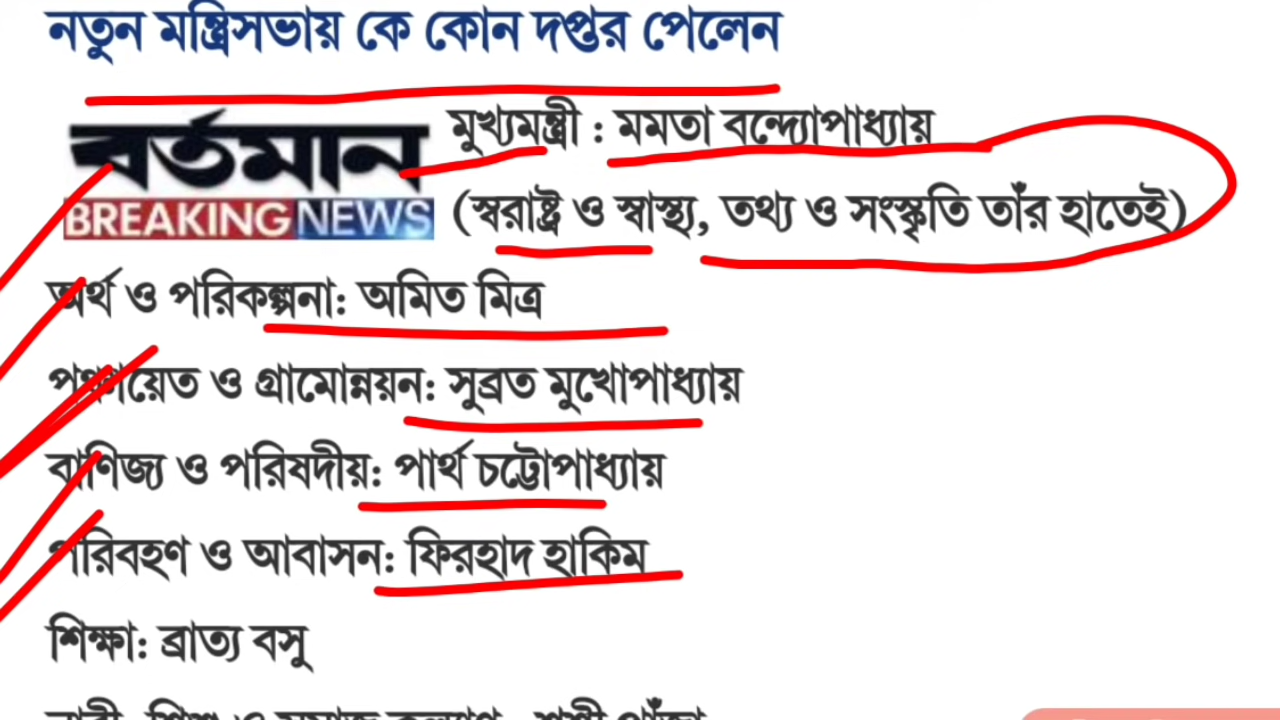 নতুন মন্ত্রিসভায় কে কোন দপ্তর পেলেন
বর্তমান
BREAKING NEWS
মুখ্যমন্ত্রী : মমতা বন্দ্যোপাধ্যায়
(স্বরাষ্ট্র ও স্বাস্থ্য, তথ্য ও সংস্কৃতি তাঁর হাতেই)
অর্থ ও পরিকল্পনা: অমিত মিত্র
পঞ্চায়েত ও গ্রামোন্নয়ন: সুব্রত মুখোপাধ্যায়
বাণিজ্য ও পরিষদীয়: পার্থ চট্টোপাধ্যায়
পরিবহণ ও আবাসন: ফিরহাদ হাকিম
শিক্ষা: ব্রাত্য বসু